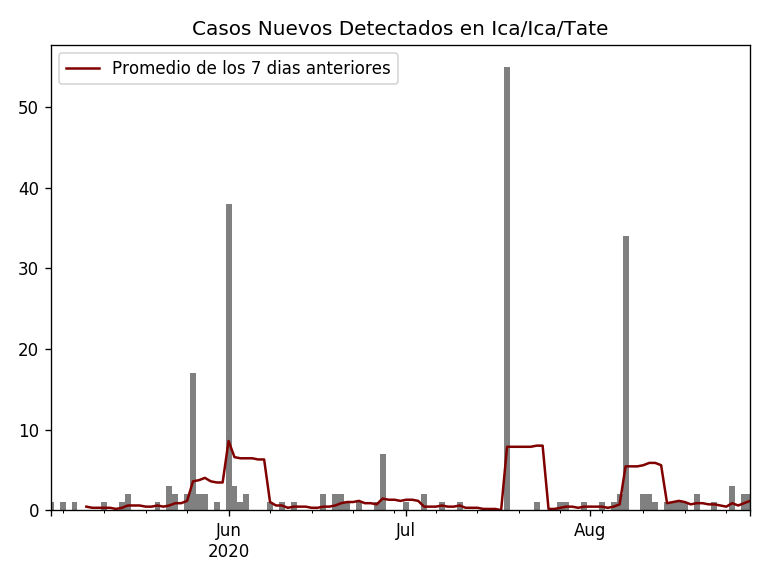 Casos Nuevos Detectados en Ica/Ica/Tate
Promedio de los 7 dias anteriores
50
40
30
20
10
0
Jun
2020
Jul
Aug